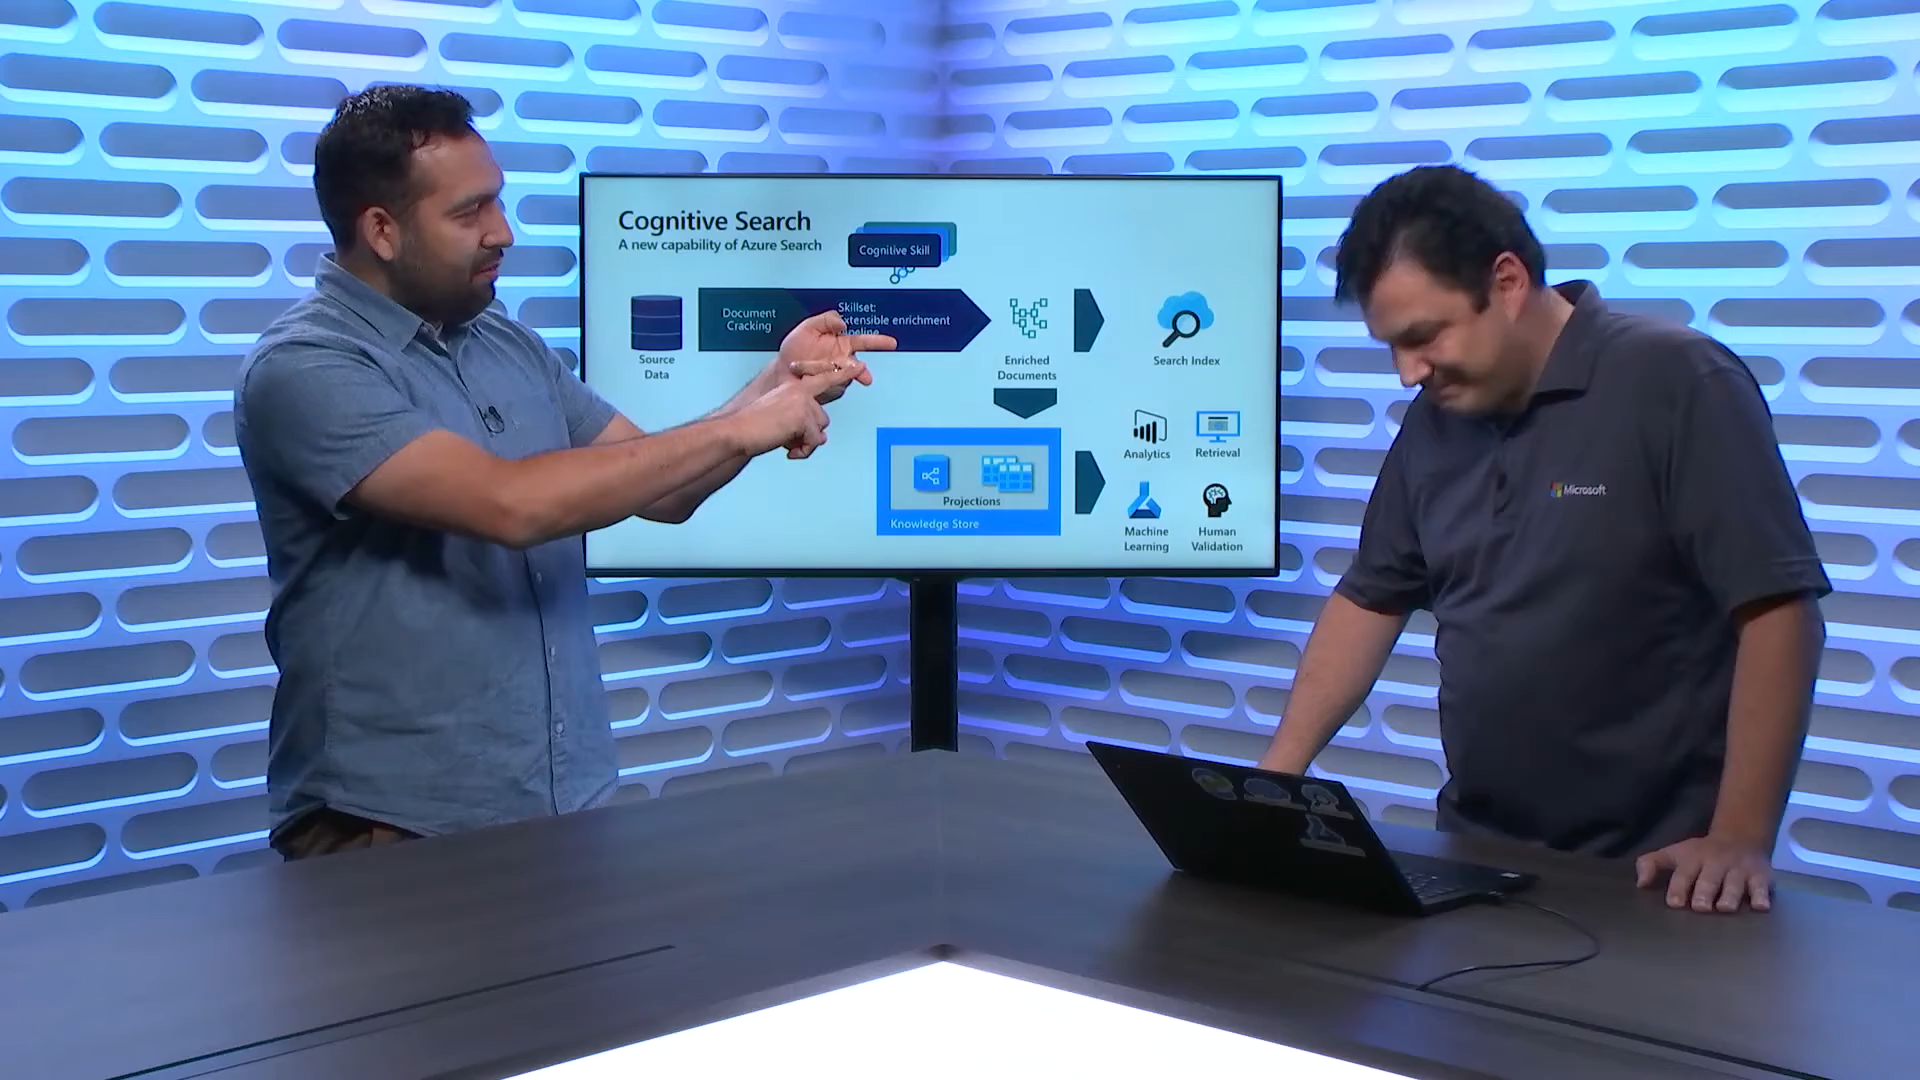 Cognitive Search
A new capability of Azure Search
Cognitive Skill
Document
Cracking
Skillset:
enrichment
Source
Data
Enriched
Documents
Search Index
Analytics
Retrieval
Projections
Knowledge Store
Machine
Learning
Human
Validation
Microsoft